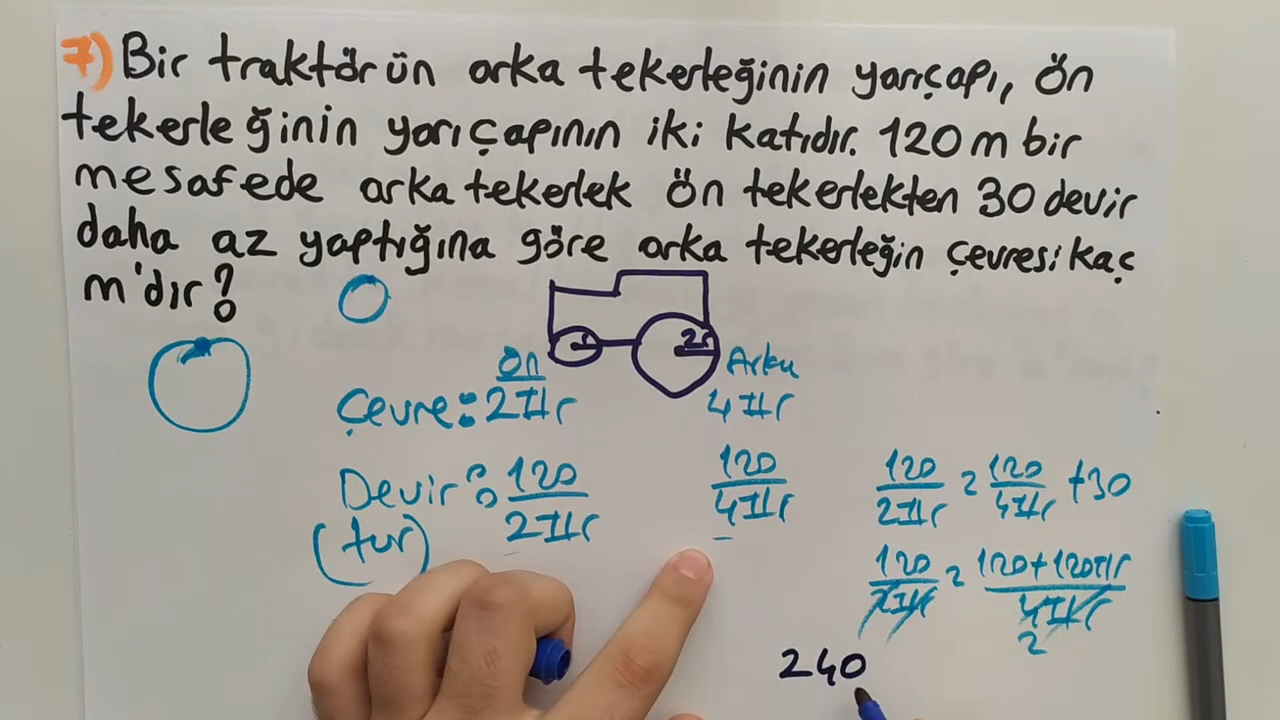 7) Bir traktörün arka tekerleğinin yarıçapı, Ön
tekerleğinin yarıçapının iki katıdır. 120 m bir
mesafede arka tekerlek Ön tekerlekten 30 devir
daha az yaptığına göre arka tekerleğin çevresi kaç
m'dır?
r 2r
Ön Arka
Çevre: 2πr 4πr
Devir: 120/2πr 120/4πr 120/2πr = 120/4πr + 30
(tur) 120/2πr = 120+120πr/4πr
2
240